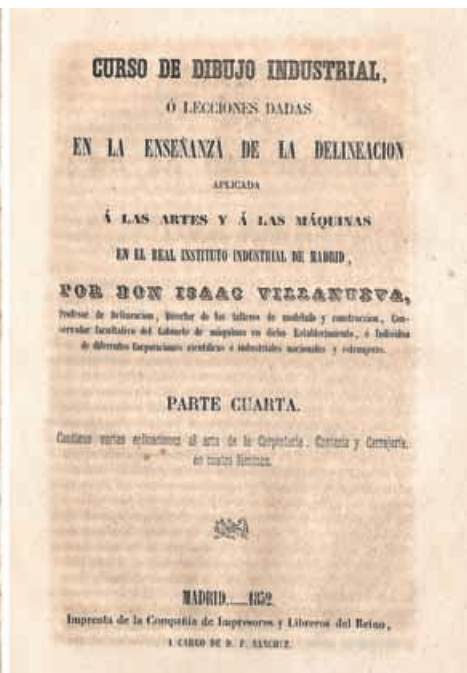 CURSO DE DIBUJO INDUSTRIAL,
Ó LECCIONES DADAS
EN LA ENSEÑANZA DE LA DELINEACION
APLICADA
Á LAS ARTES Y Á LAS MÁQUINAS
EN EL REAL INSTITUTO INDUSTRIAL DE MADRID,
POR DON ISAAC VILLANUEVA,
Profesor de Delineacion, Director de los talleres de modelado y construccion, Con-
servador facultativo del Gabinete de máquinas en dicho Establecimiento, é Individuo
de diferentes Corporaciones científicas é industriales nacionales y estrangeras.
PARTE CUARTA.
Contiene varias aplicaciones al arte de la Carpintería, Cantería y Cerrajería,
en cuatro láminas.
MADRID.—1852.
Imprenta de la Compañía de Impresores y Libreros del Reino,
Á CARGO DE D. F. SANCHEZ.